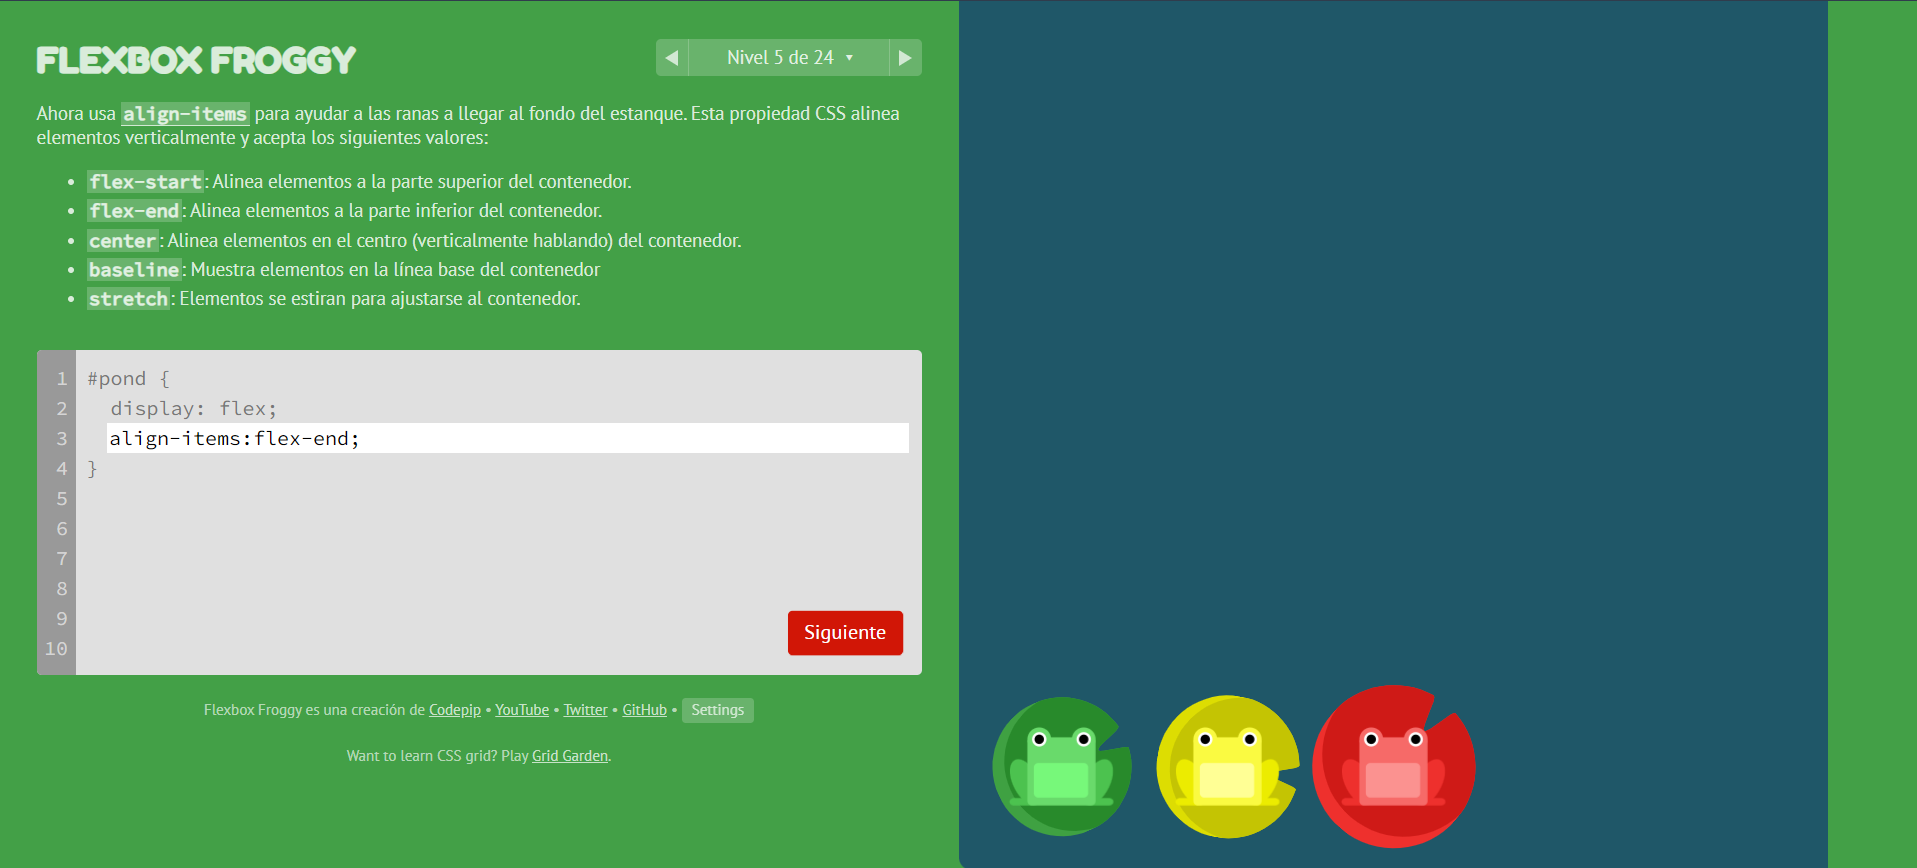 FLEXBOX FROGGY
◀ Nivel 5 de 24 ▼ ▶
Ahora usa align-items para ayudar a las ranas a llegar al fondo del estanque. Esta propiedad CSS alinea
elementos verticalmente y acepta los siguientes valores:
• flex-start: Alinea elementos a la parte superior del contenedor.
• flex-end: Alinea elementos a la parte inferior del contenedor.
• center: Alinea elementos en el centro (verticalmente hablando) del contenedor.
• baseline: Muestra elementos en la línea base del contenedor
• stretch: Elementos se estiran para ajustarse al contenedor.
1 #pond {
2 display: flex;
3 align-items:flex-end;
4 }
5
6
7
8
9
10
Siguiente
Flexbox Froggy es una creación de Codepip • YouTube • Twitter • GitHub • Settings
Want to learn CSS grid? Play Grid Garden.